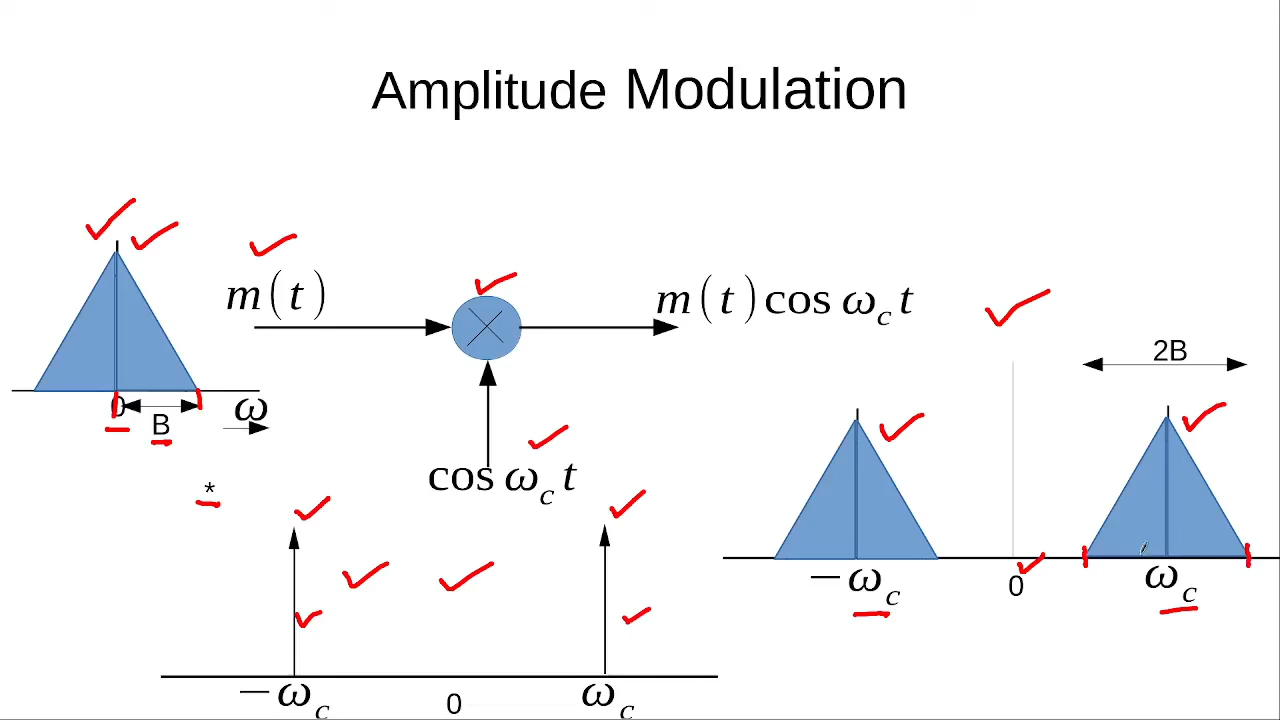 Amplitude Modulation
m(t)
m(t) cos ω_c t
2B
0
B
ω
cos ω_c t
*
−ω_c
0
ω_c
−ω_c
0
ω_c